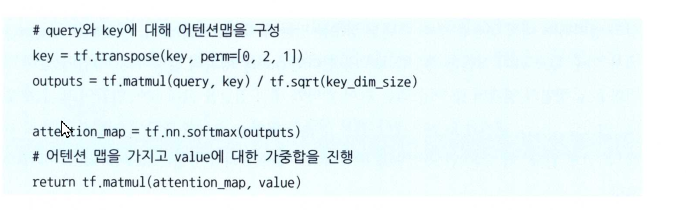 # query와 key에 대해 어텐션맵을 구성
key = tf.transpose(key, perm=[0, 2, 1])
outputs = tf.matmul(query, key) / tf.sqrt(key_dim_size)
attention_map = tf.nn.softmax(outputs)
# 어텐션 맵을 가지고 value에 대한 가중합을 진행
return tf.matmul(attention_map, value)